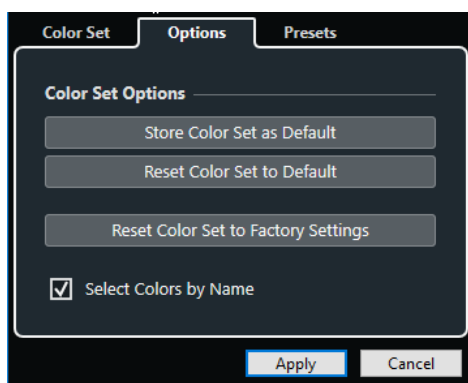 Color Set Options Presets
Color Set Options
Store Color Set as Default
Reset Color Set to Default
Reset Color Set to Factory Settings
Select Colors by Name
Apply Cancel